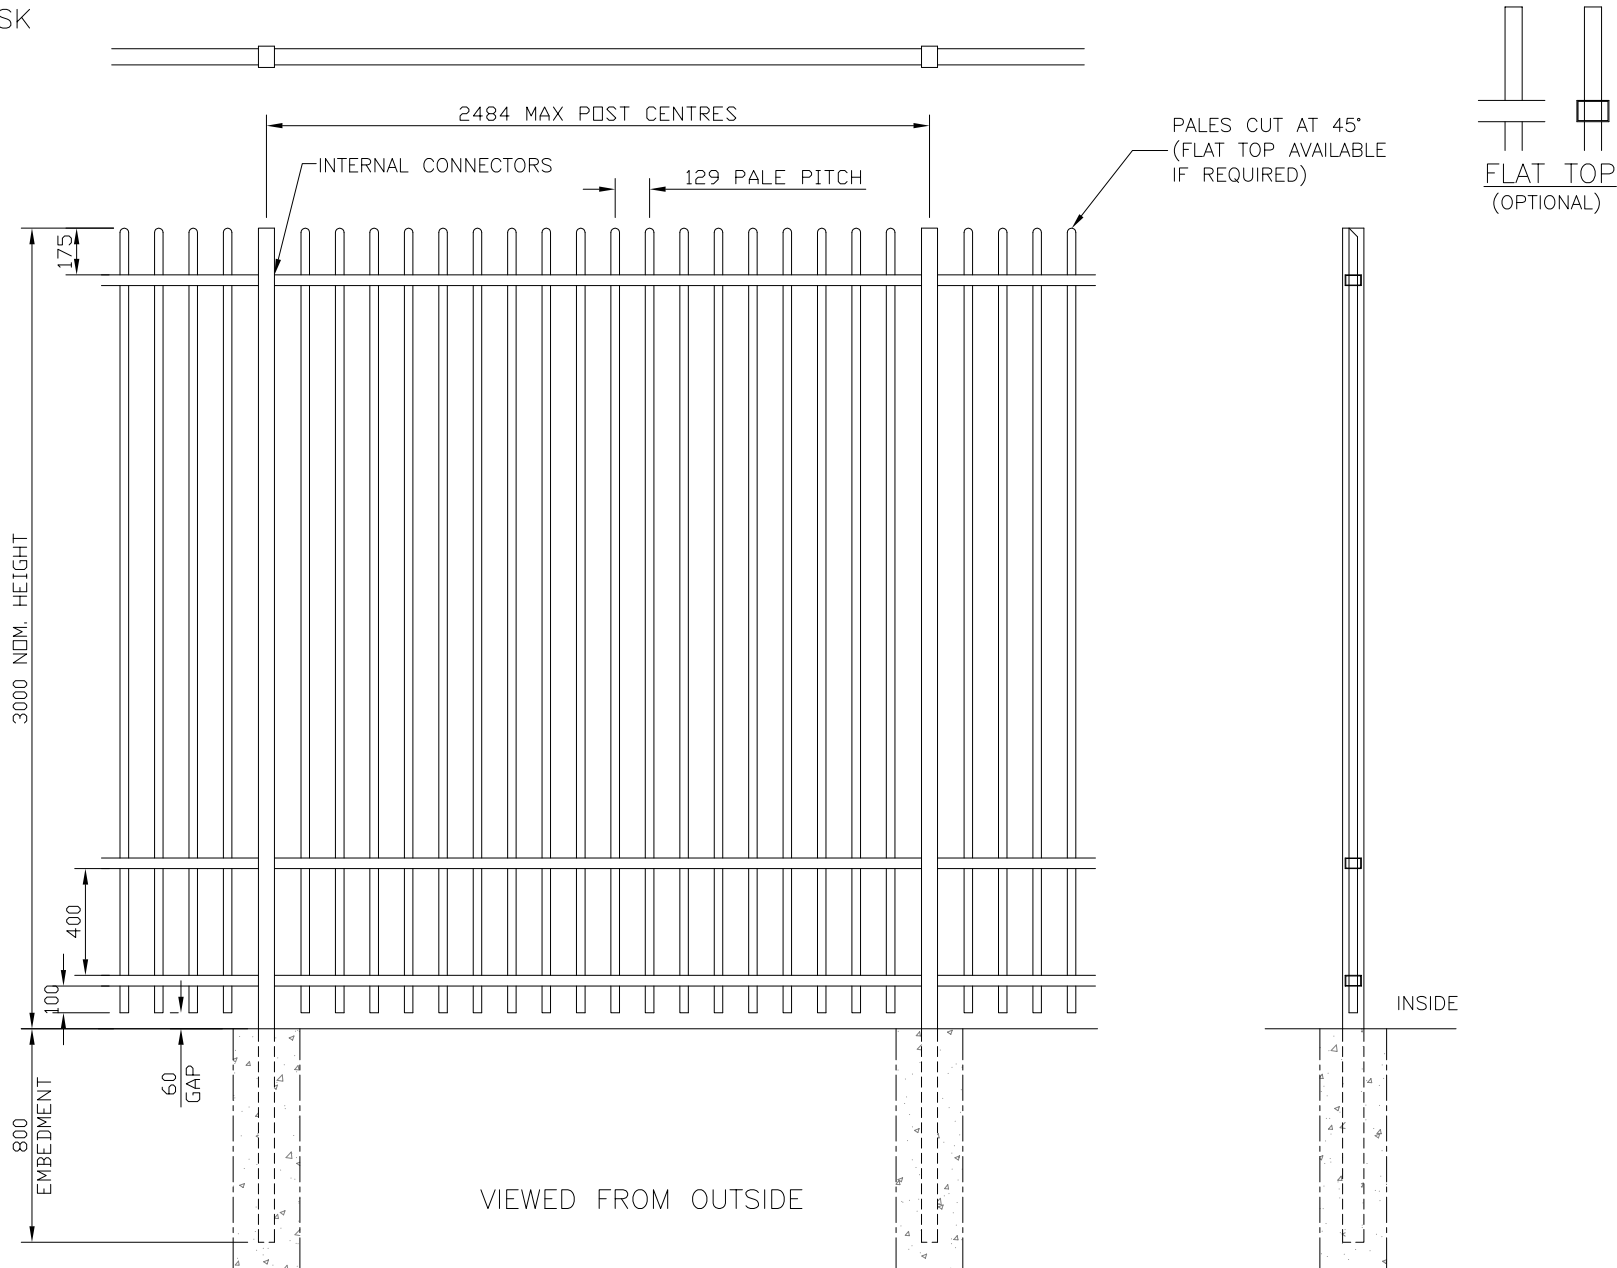 SK
2484 MAX POST CENTRES
INTERNAL CONNECTORS
129 PALE PITCH
PALES CUT AT 45°
(FLAT TOP AVAILABLE
IF REQUIRED)
FLAT TOP
(OPTIONAL)
175
3000 NOM. HEIGHT
400
100
60
GAP
800
EMBEDMENT
INSIDE
VIEWED FROM OUTSIDE